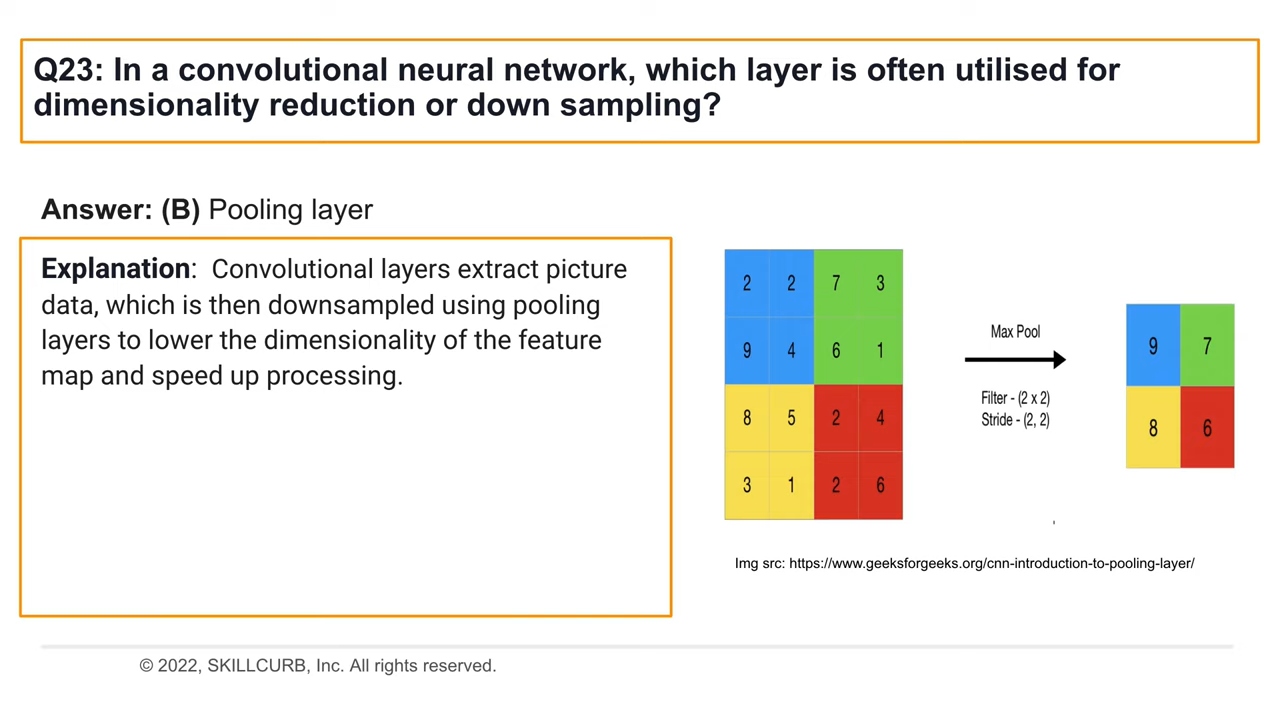 Q23: In a convolutional neural network, which layer is often utilised for
dimensionality reduction or down sampling?
Answer: (B) Pooling layer
Explanation: Convolutional layers extract picture
data, which is then downsampled using pooling
layers to lower the dimensionality of the feature
map and speed up processing.
2 2 7 3
9 4 6 1
8 5 2 4
3 1 2 6
Max Pool
Filter - (2 x 2)
Stride - (2, 2)
9 7
8 6
Img src: https://www.geeksforgeeks.org/cnn-introduction-to-pooling-layer/
© 2022, SKILLCURB, Inc. All rights reserved.